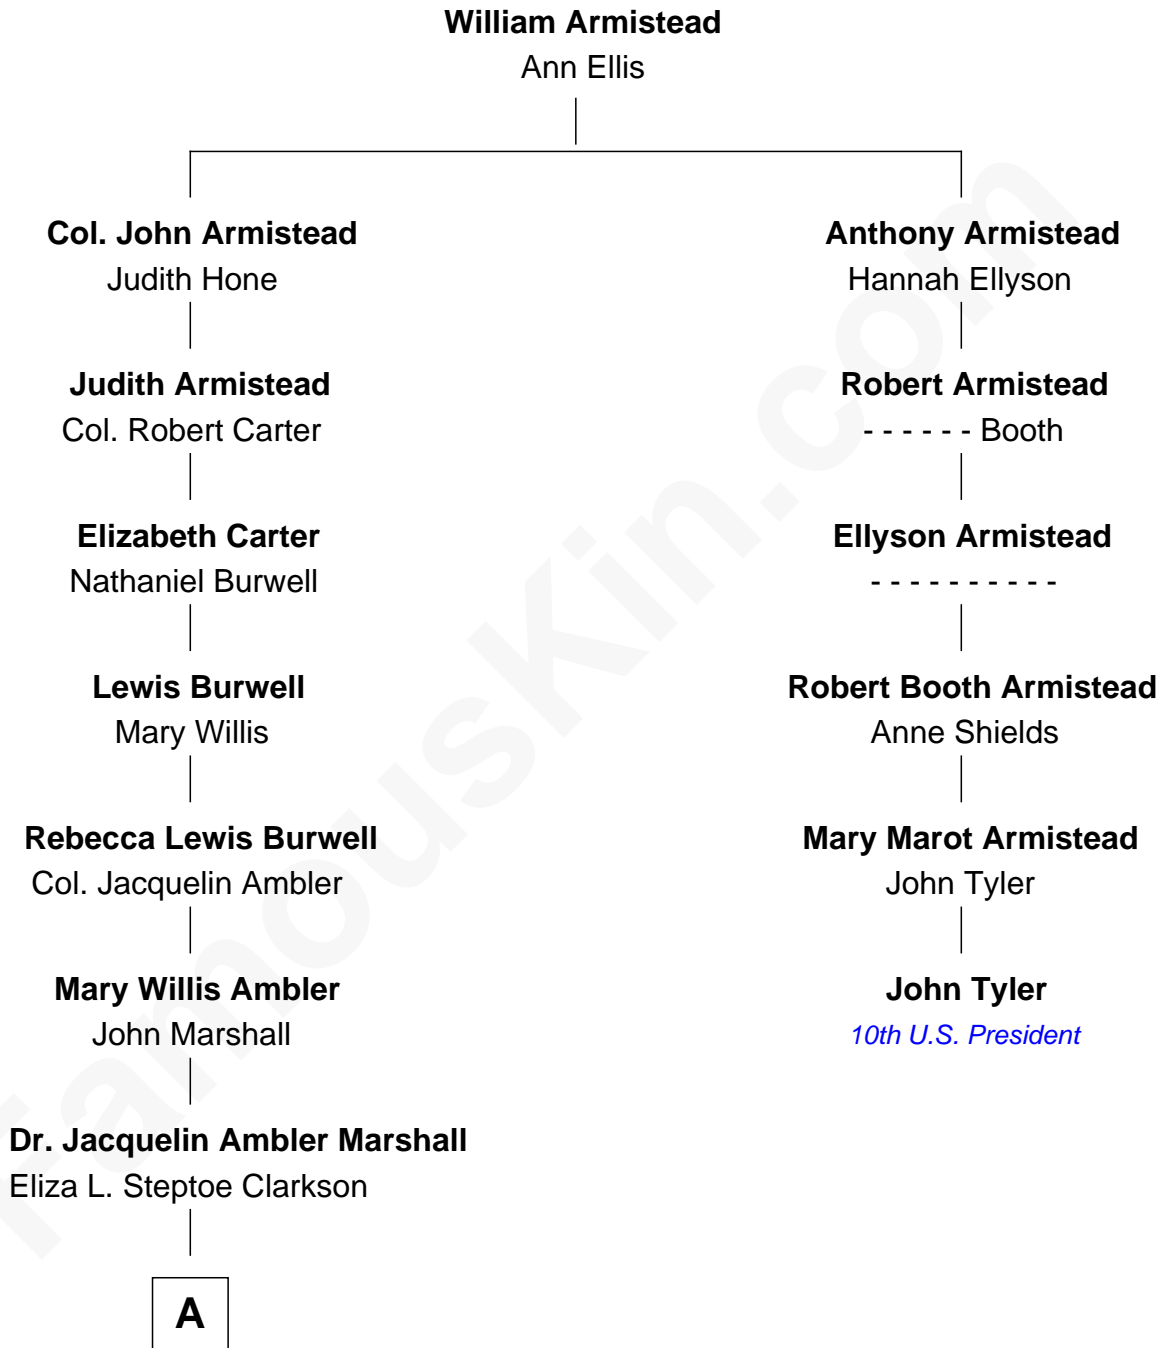 William Armistead
Ann Ellis
Col. John Armistead
Judith Hone
Judith Armistead
Col. Robert Carter
Elizabeth Carter
Nathaniel Burwell
Lewis Burwell
Mary Willis
Rebecca Lewis Burwell
Col. Jacquelin Ambler
Mary Willis Ambler
John Marshall
Dr. Jacquelin Ambler Marshall
Eliza L. Steptoe Clarkson
A
Anthony Armistead
Hannah Ellyson
Robert Armistead
- - - - - - Booth
Ellyson Armistead
- - - - - - - - - -
Robert Booth Armistead
Anne Shields
Mary Marot Armistead
John Tyler
John Tyler
10th U.S. President
famousKin.com